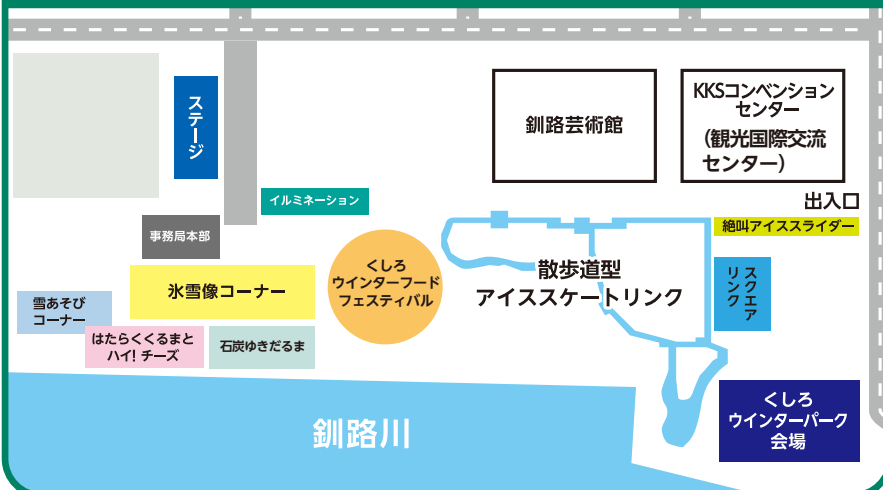 ステージ
釧路芸術館
KKSコンベンション
センター
(観光国際交流
センター)
出入口
イルミネーション
絶叫アイススライダー
事務局本部
くしろ
ウインターフード
フェスティバル
散歩道型
アイススケートリンク
スクエア
リンク
氷雪像コーナー
雪あそび
コーナー
はたらくくるまと
ハイ! チーズ
石炭ゆきだるま
釧路川
くしろ
ウインターパーク
会場